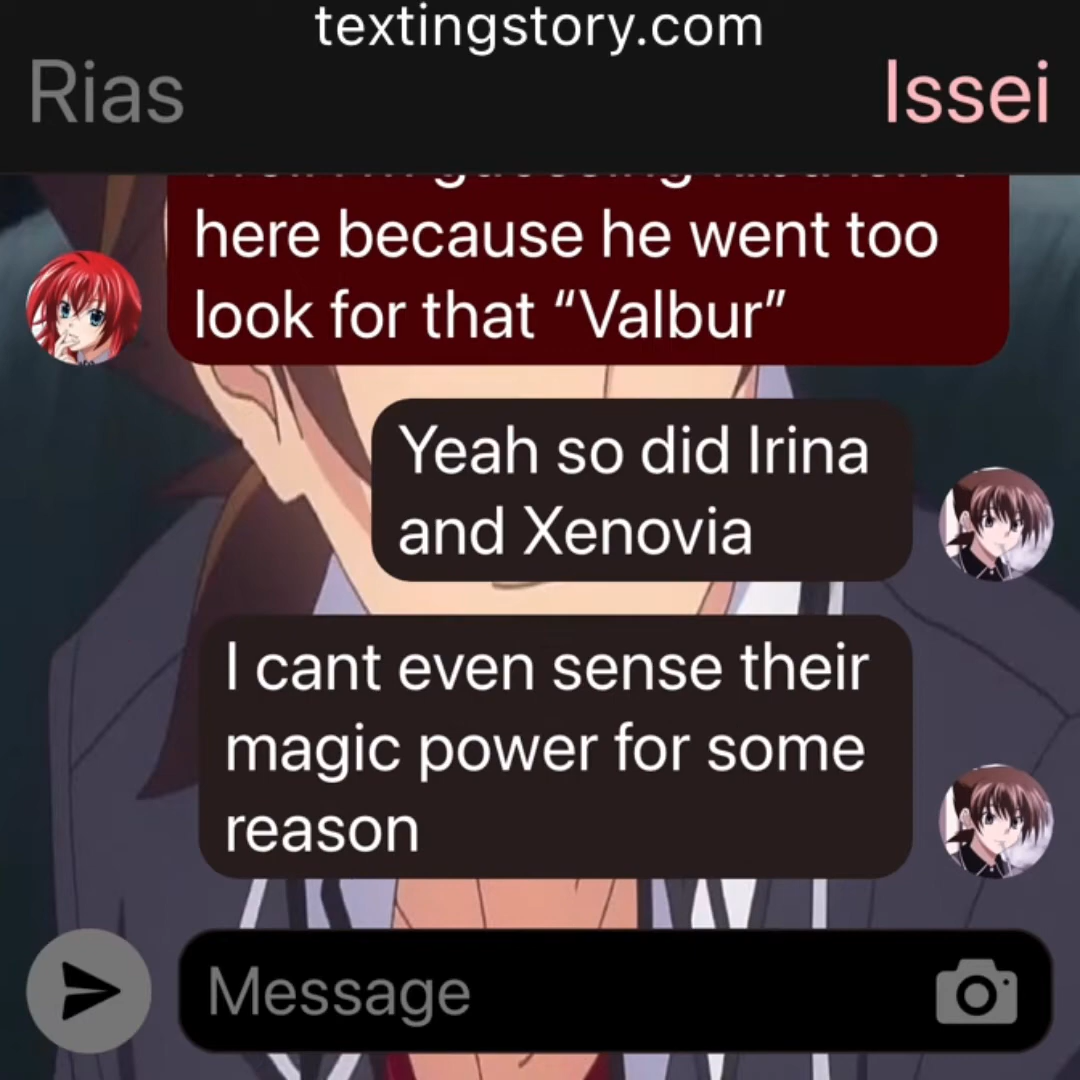 textingstory.com
Rias
Issei
here because he went too
look for that “Valbur”
Yeah so did Irina
and Xenovia
I cant even sense their
magic power for some
reason
Message